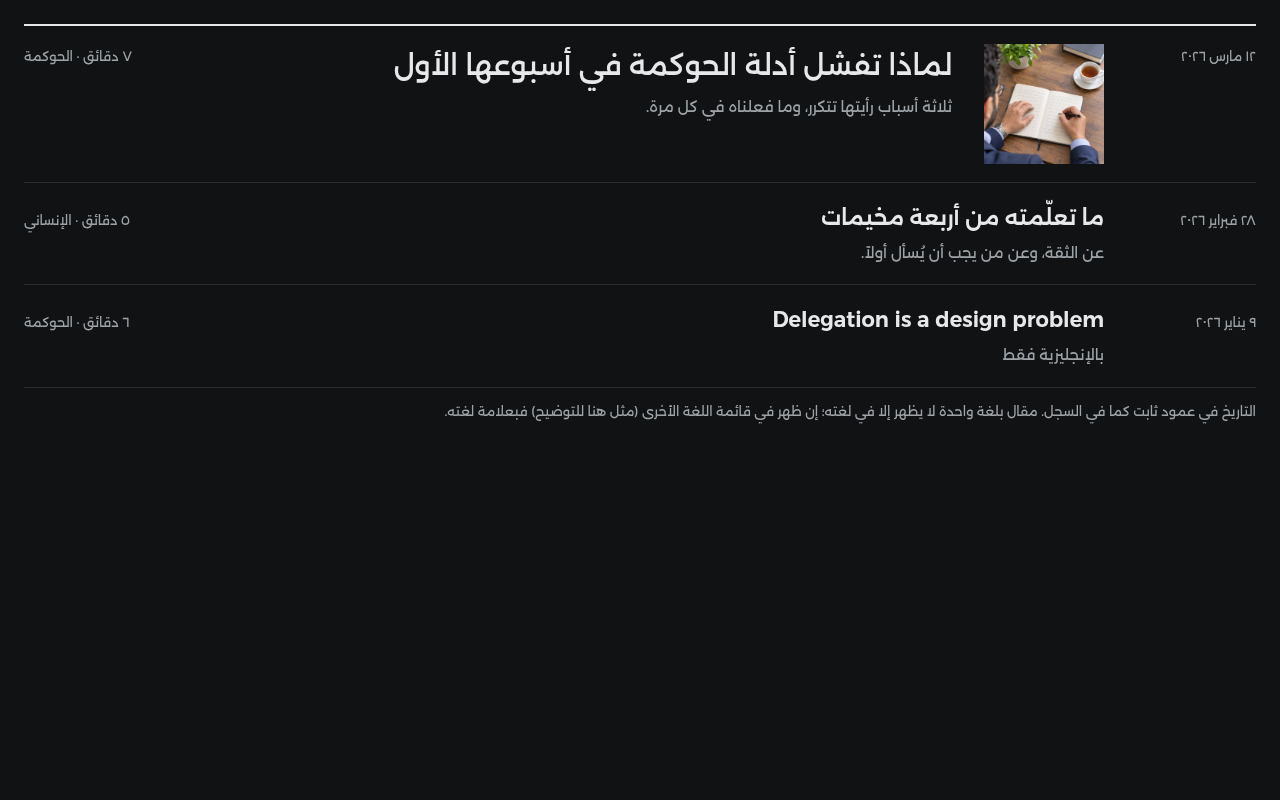 ١٢ مارس ٢٠٢٦
لماذا تفشل أدلة الحوكمة في أسبوعها الأول
ثلاثة أسباب رأيتها تتكرر، وما فعلناه في كل مرة.
٧ دقائق · الحوكمة
٢٨ فبراير ٢٠٢٦
ما تعلّمته من أربعة مخيمات
عن الثقة، وعن من يجب أن يُسأل أولاً.
٥ دقائق · الإنساني
٩ يناير ٢٠٢٦
Delegation is a design problem
بالإنجليزية فقط
٦ دقائق · الحوكمة
التاريخ في عمود ثابت كما في السجل. مقال بلغة واحدة لا يظهر إلا في لغته؛ إن ظهر في قائمة اللغة الأخرى (مثل هنا للتوضيح) فبعلامة لغته.